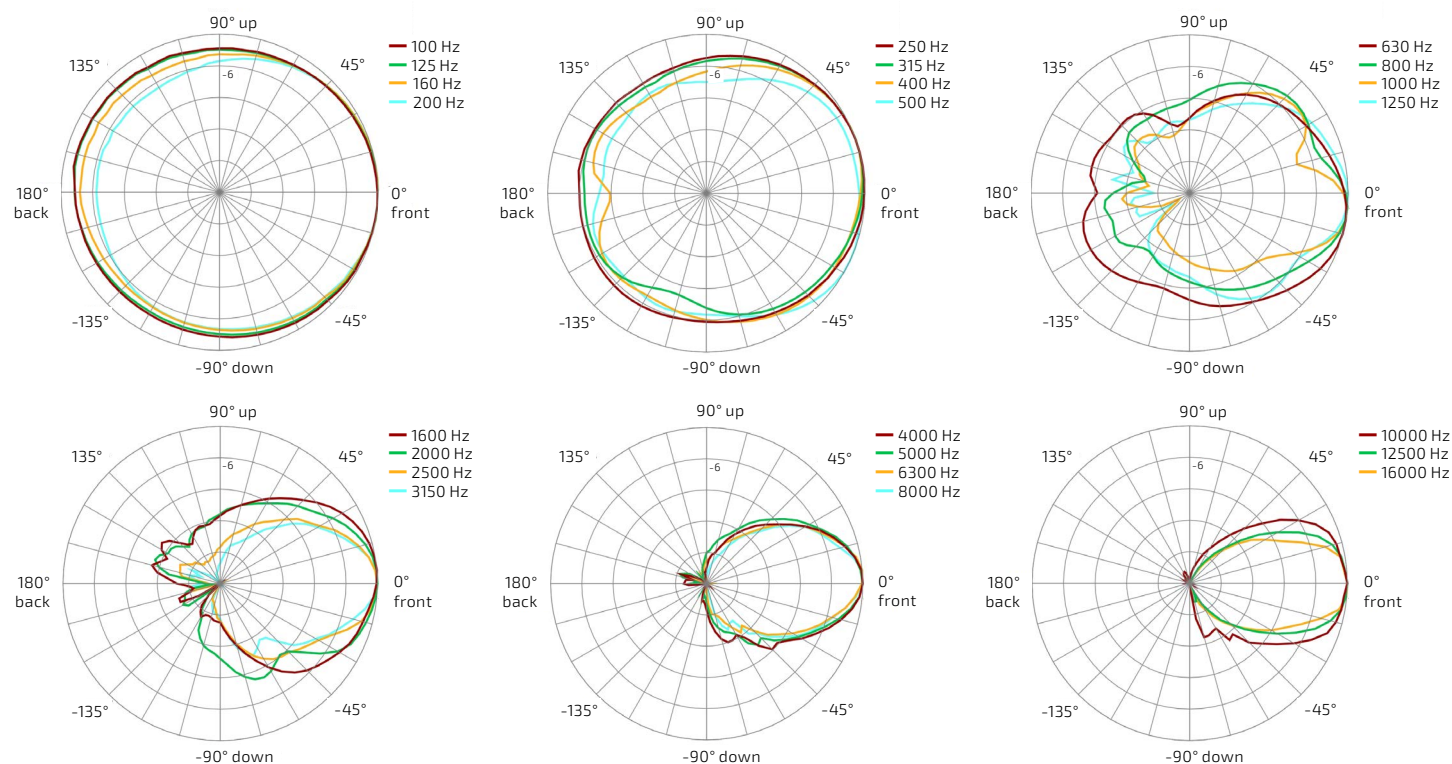 90° up
100 Hz
125 Hz
160 Hz
200 Hz
135°
45°
-6
180°
back
0°
front
-135°
-45°
-90° down
90° up
250 Hz
315 Hz
400 Hz
500 Hz
135°
45°
-6
180°
back
0°
front
-135°
-45°
-90° down
90° up
630 Hz
800 Hz
1000 Hz
1250 Hz
135°
45°
-6
180°
back
0°
front
-135°
-45°
-90° down
90° up
1600 Hz
2000 Hz
2500 Hz
3150 Hz
135°
45°
-6
180°
back
0°
front
-135°
-45°
-90° down
90° up
4000 Hz
5000 Hz
6300 Hz
8000 Hz
135°
45°
-6
180°
back
0°
front
-135°
-45°
-90° down
90° up
10000 Hz
12500 Hz
16000 Hz
135°
45°
-6
180°
back
0°
front
-135°
-45°
-90° down